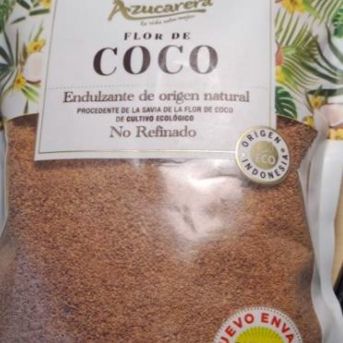 Azucarera
la vida sabe mejor
FLOR DE
COCO
Endulzante de origen natural
PROCEDENTE DE LA SAVIA DE LA FLOR DE COCO
DE CULTIVO ECOLÓGICO
No Refinado
ORIGEN
ECO
INDONESIA
NUEVO ENVA